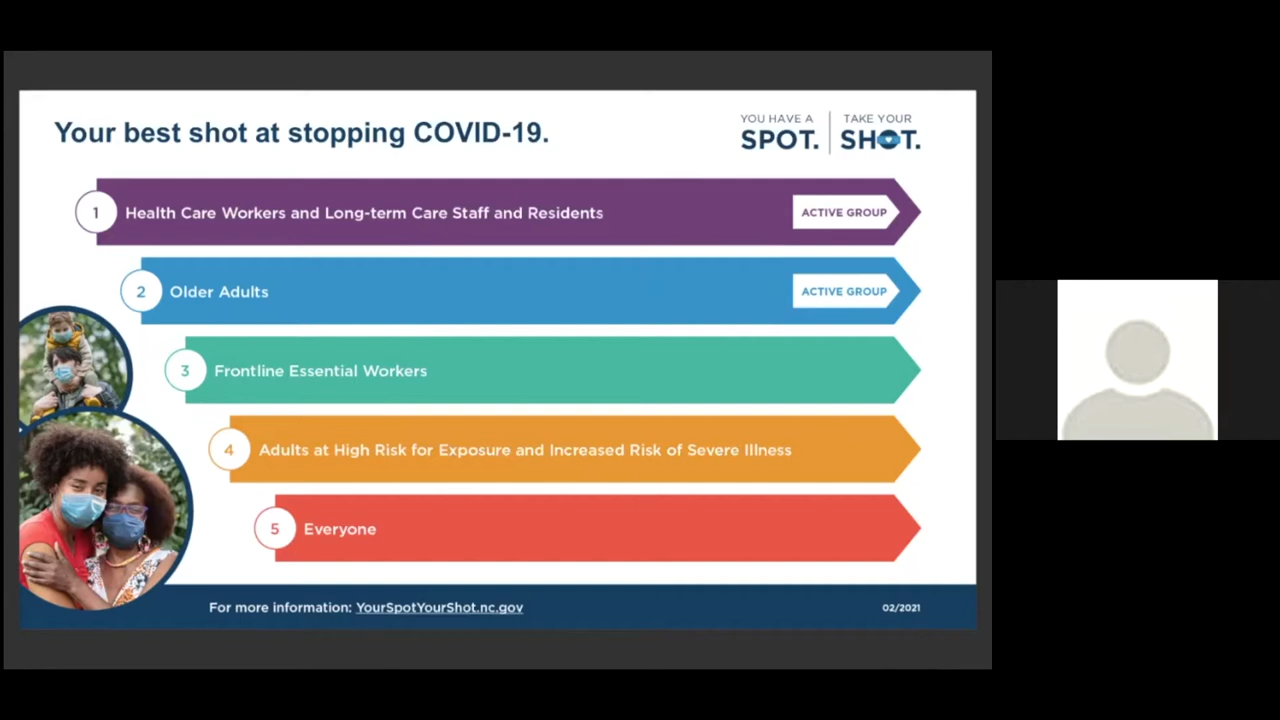 Your best shot at stopping COVID-19.
YOU HAVE A
SPOT.
TAKE YOUR
SHOT.
1 Health Care Workers and Long-term Care Staff and Residents ACTIVE GROUP
2 Older Adults ACTIVE GROUP
3 Frontline Essential Workers
4 Adults at High Risk for Exposure and Increased Risk of Severe Illness
5 Everyone
For more information: YourSpotYourShot.nc.gov 02/2021